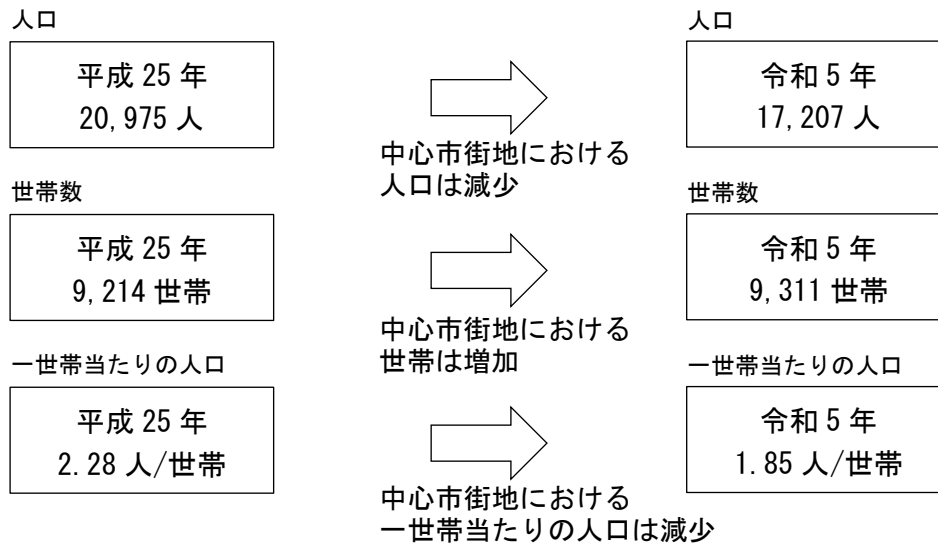 人口
平成 25 年
20,975 人
中心市街地における
人口は減少
人口
令和 5 年
17,207 人
世帯数
平成 25 年
9,214 世帯
中心市街地における
世帯は増加
世帯数
令和 5 年
9,311 世帯
一世帯当たりの人口
平成 25 年
2.28 人/世帯
中心市街地における
一世帯当たりの人口は減少
一世帯当たりの人口
令和 5 年
1.85 人/世帯